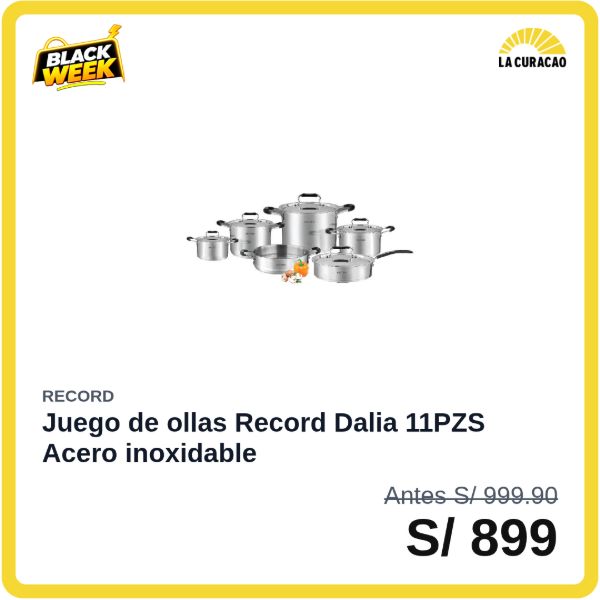 BLACK
WEEK
LA CURACAO
RECORD
Juego de ollas Record Dalia 11PZS
Acero inoxidable
Antes S/ 999.90
S/ 899